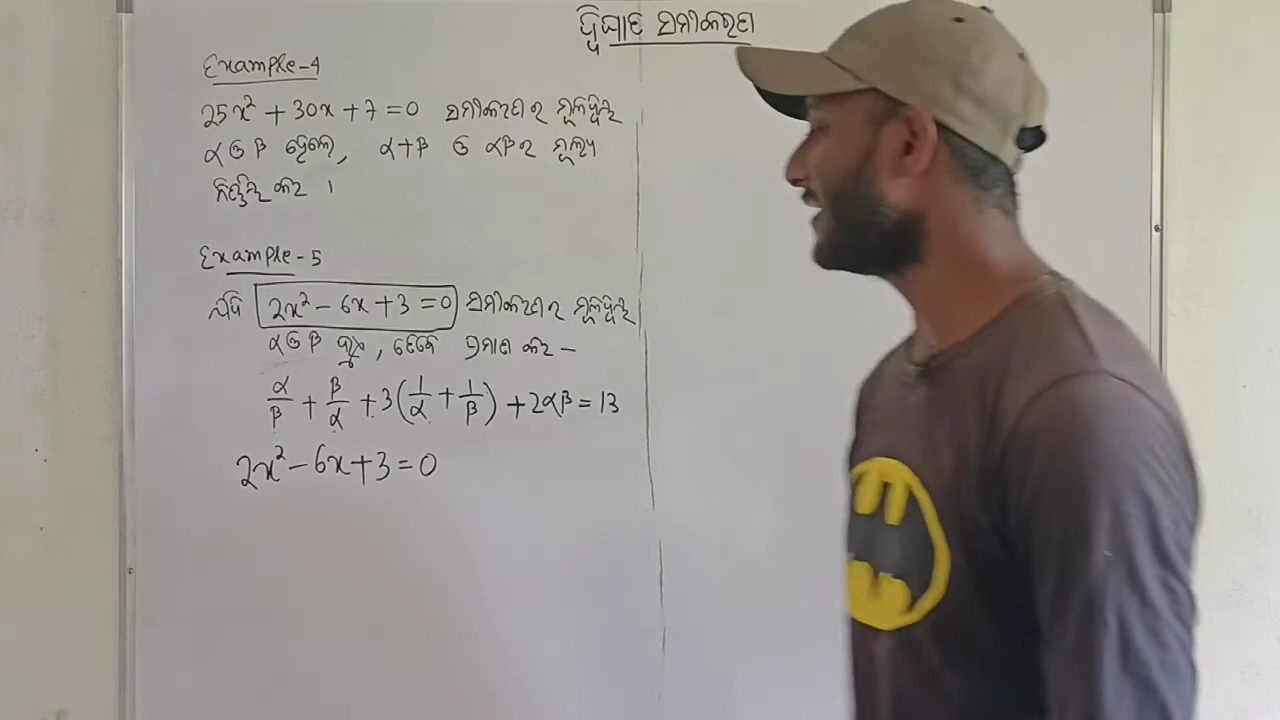 ଦ୍ୱିଘାତ ସମୀକରଣ
Example-4
25x² + 30x + 7 = 0 ସମୀକରଣର ମୂଳଦ୍ୱୟ
α ଓ β ହେଲେ, α+β ଓ αβର ମୂଲ୍ୟ
ନିର୍ଣ୍ଣୟ କର ।
Example-5
ଯଦି 2x² - 6x + 3 = 0 ସମୀକରଣର ମୂଳଦ୍ୱୟ
α ଓ β ହୁଏ, ତେବେ ପ୍ରମାଣ କର –
α/β + β/α + 3(1/α + 1/β) + 2αβ = 13
2x² - 6x + 3 = 0